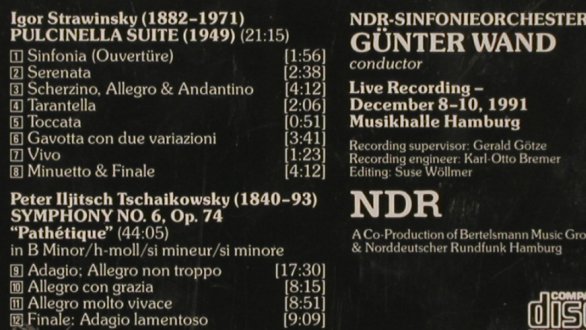 Igor Strawinsky (1882-1971)
PULCINELLA SUITE (1949) (21:15)
1 Sinfonia (Ouvertüre) [1:56]
2 Serenata [2:38]
3 Scherzino, Allegro & Andantino [4:12]
4 Tarantella [2:06]
5 Toccata [0:51]
6 Gavotta con due variazioni [3:41]
7 Vivo [1:23]
8 Minuetto & Finale [4:12]
Peter Iljitsch Tschaikowsky (1840-93)
SYMPHONY NO. 6, Op. 74
"Pathétique" (44:05)
in B Minor/h-moll/si mineur/si minore
9 Adagio; Allegro non troppo [17:30]
10 Allegro con grazia [8:15]
11 Allegro molto vivace [8:51]
12 Finale: Adagio lamentoso [9:09]
NDR-SINFONIEORCHESTER
GÜNTER WAND
conductor
Live Recording –
December 8-10, 1991
Musikhalle Hamburg
Recording supervisor: Gerald Götze
Recording engineer: Karl-Otto Bremer
Editing: Suse Wöllmer
NDR
A Co-Production of Bertelsmann Music Gro
& Norddeutscher Rundfunk Hamburg
COMPA
dis